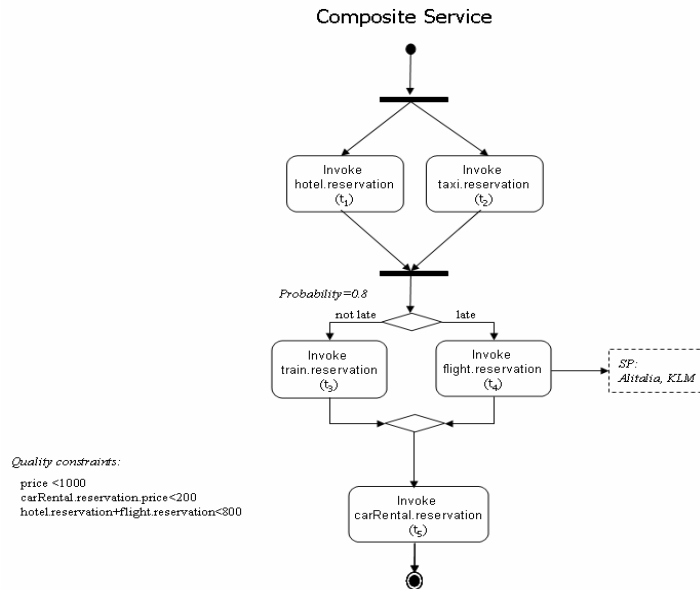 Composite Service
Invoke
hotel.reservation
(t1)
Invoke
taxi.reservation
(t2)
Probability=0.8
not late
late
Invoke
train.reservation
(t3)
Invoke
flight.reservation
(t4)
SP:
Alitalia, KLM
Quality constraints:
price <1000
carRental.reservation.price<200
hotel.reservation+flight.reservation<800
Invoke
carRental.reservation
(t5)